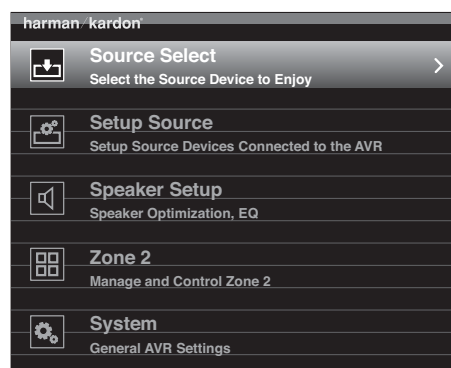 harman/kardon®
Source Select
Select the Source Device to Enjoy
Setup Source
Setup Source Devices Connected to the AVR
Speaker Setup
Speaker Optimization, EQ
Zone 2
Manage and Control Zone 2
System
General AVR Settings